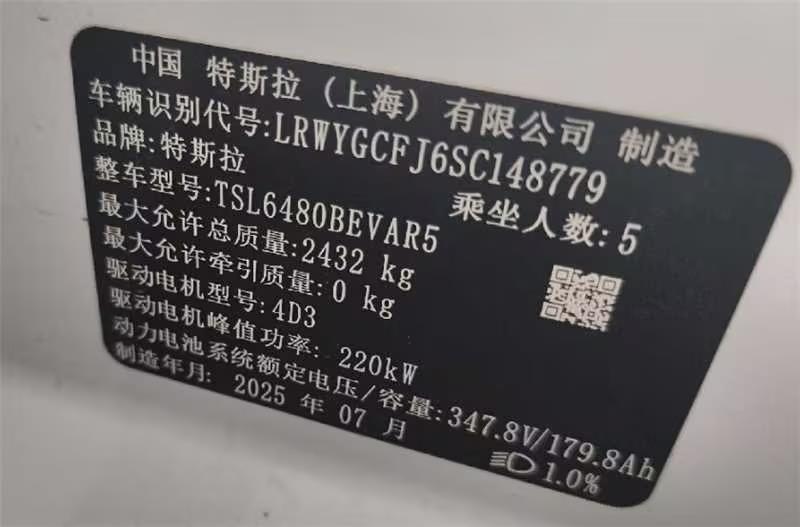 中国 特斯拉（上海）有限公司 制造
车辆识别代号:LRWYGCFJ6SC148779
品牌:特斯拉
整车型号:TSL6480BEVAR5 乘坐人数:5
最大允许总质量:2432 kg
最大允许牵引质量:0 kg
驱动电机型号:4D3
驱动电机峰值功率: 220kW
动力电池系统额定电压/容量:347.8V/179.8Ah
制造年月: 2025 年 07 月
1.0%